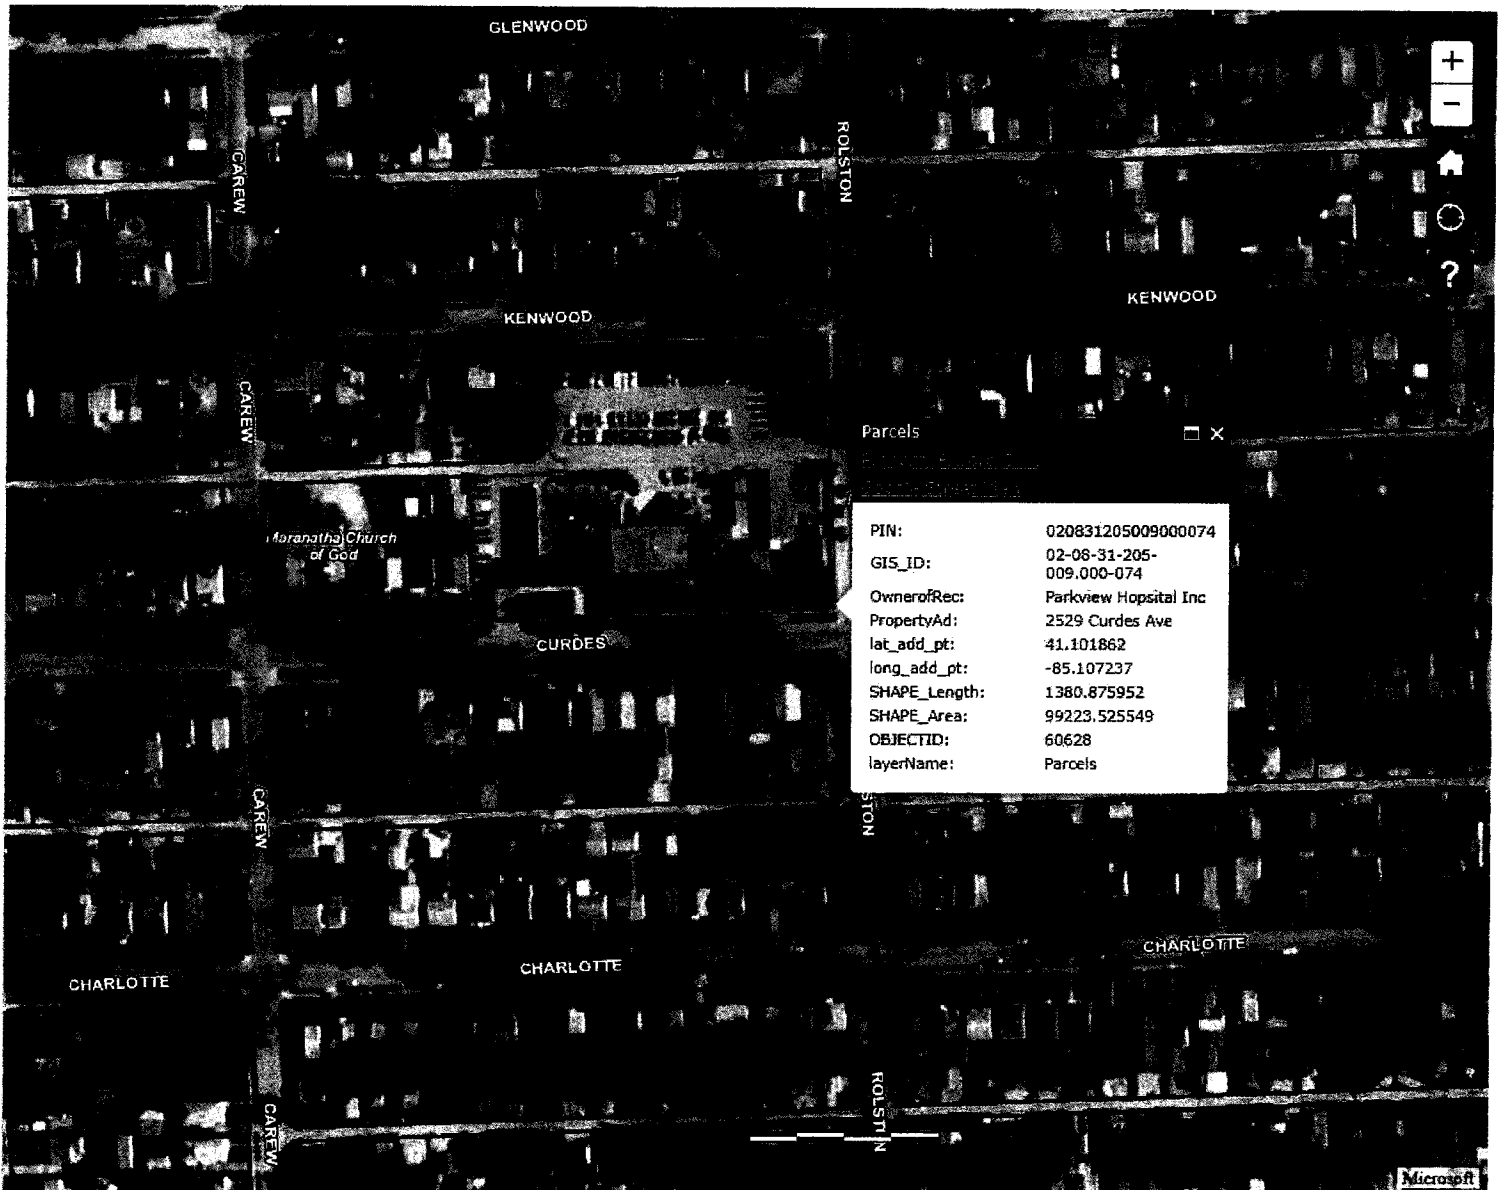 GLENWOOD
+
−
ROLSTON
CAREW
?
KENWOOD
KENWOOD
CAREW
Parcels
Maranatha Church
of God
PIN: 020831205009000074
GIS_ID: 02-08-31-205-
009.000-074
OwnerofRec: Parkview Hopsital Inc
PropertyAd: 2529 Curdes Ave
lat_add_pt: 41.101862
long_add_pt: -85.107237
SHAPE_Length: 1380.875952
SHAPE_Area: 99223.525549
OBJECTID: 60628
layerName: Parcels
CURDES
CAREW
STON
CHARLOTTE
CHARLOTTE
CHARLOTTE
ROLSTON
CAREW
Microsoft